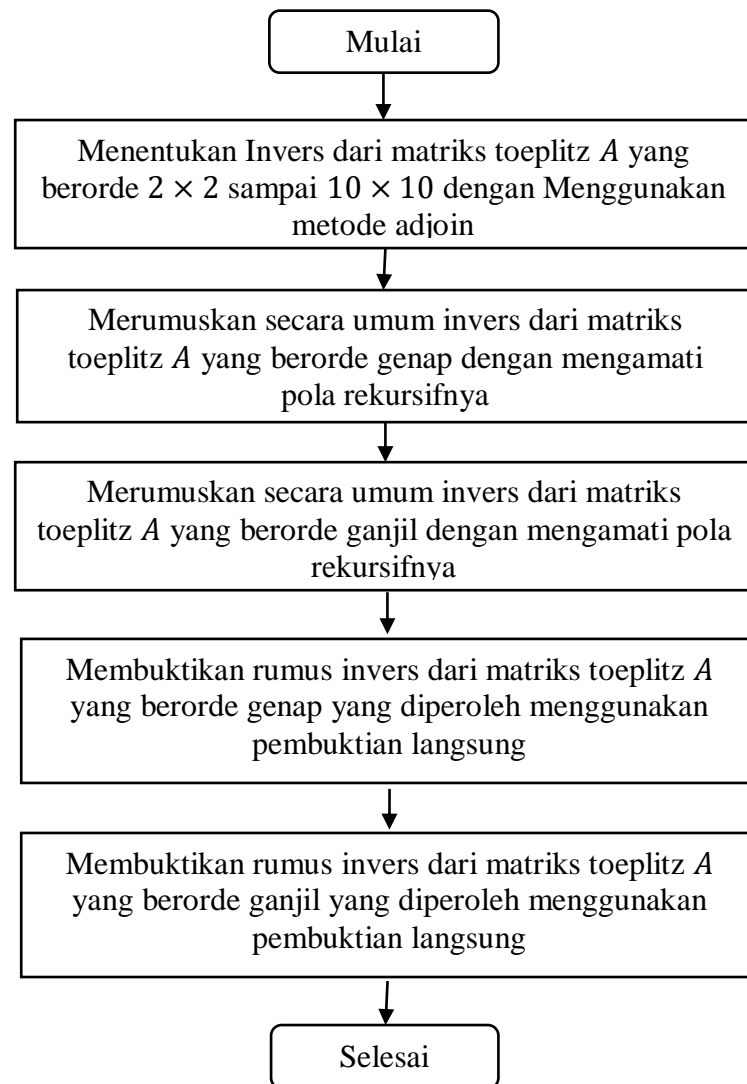 Mulai
Menentukan Invers dari matriks toeplitz A yang
berorde 2 × 2 sampai 10 × 10 dengan Menggunakan
metode adjoin
Merumuskan secara umum invers dari matriks
toeplitz A yang berorde genap dengan mengamati
pola rekursifnya
Merumuskan secara umum invers dari matriks
toeplitz A yang berorde ganjil dengan mengamati pola
rekursifnya
Membuktikan rumus invers dari matriks toeplitz A
yang berorde genap yang diperoleh menggunakan
pembuktian langsung
Membuktikan rumus invers dari matriks toeplitz A
yang berorde ganjil yang diperoleh menggunakan
pembuktian langsung
Selesai